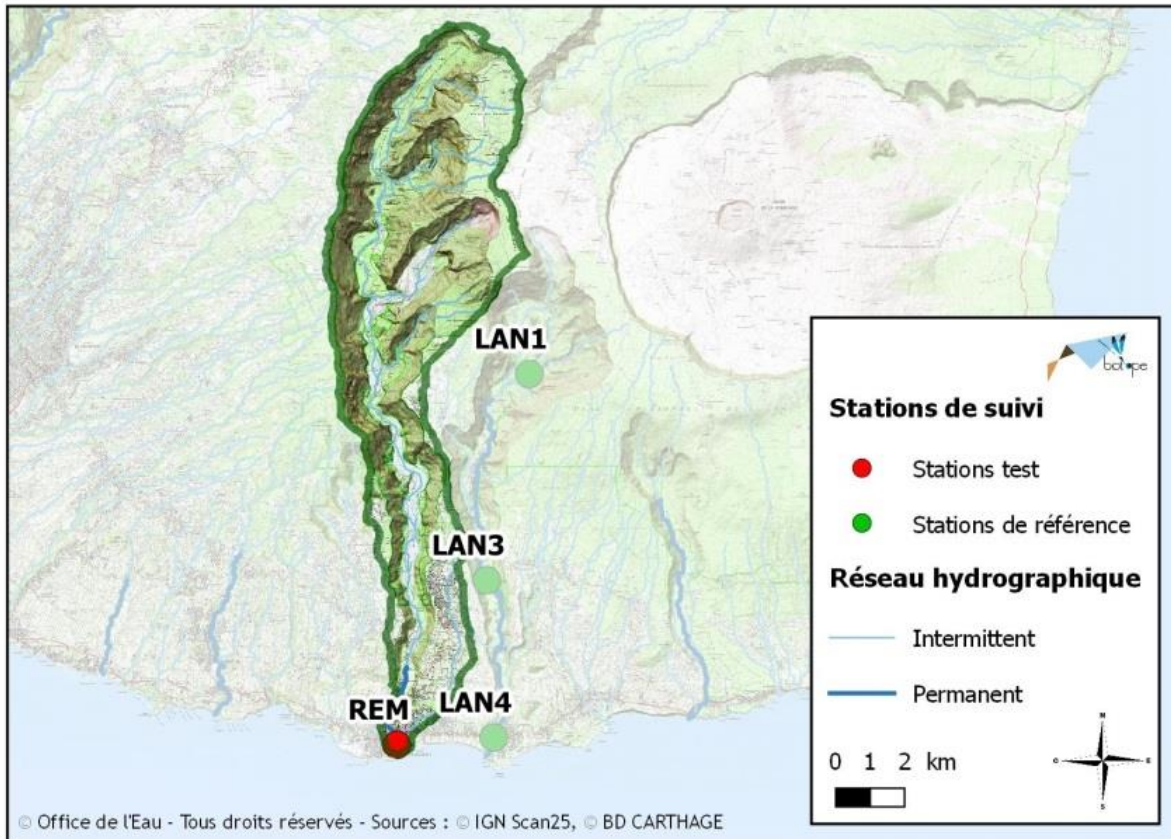 LAN1
LAN3
REM
LAN4
biotope
Stations de suivi
Stations test
Stations de référence
Réseau hydrographique
Intermittent
Permanent
0 1 2 km
N
O
E
S
© Office de l'Eau - Tous droits réservés - Sources : © IGN Scan25, © BD CARTHAGE